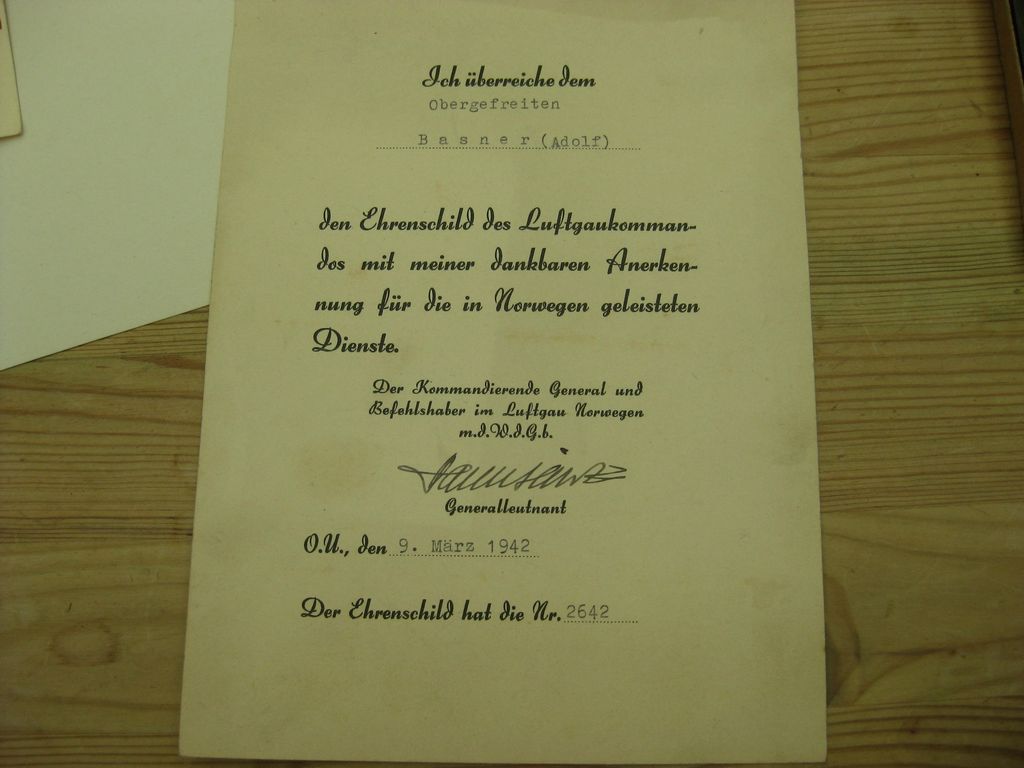 Ich überreiche dem
Obergefreiten
Basner (Adolf)
den Ehrenschild des Luftgaukomman-
dos mit meiner dankbaren Anerken-
nung für die in Norwegen geleisteten
Dienste.
Der Kommandierende General und
Befehlshaber im Luftgau Norwegen
m.d.W.d.G.b.
Generalleutnant
O.U., den 9. März 1942
Der Ehrenschild hat die Nr. 2642